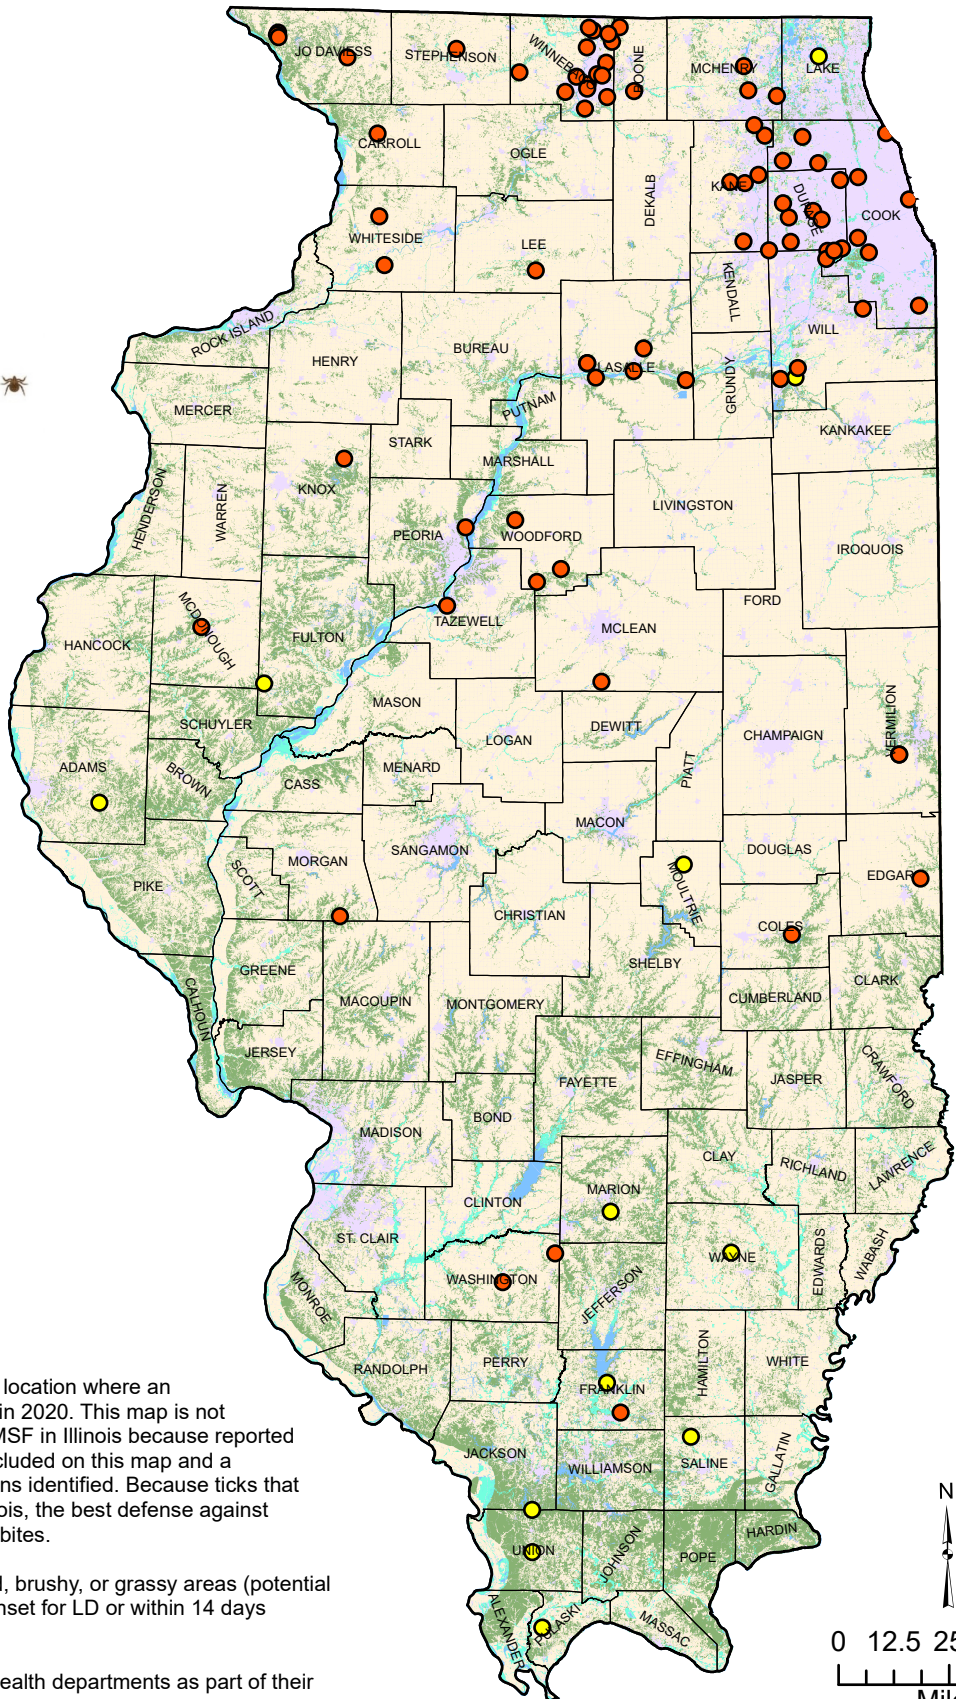 JO DAVIESS
STEPHENSON
WINNEBAGO
BOONE
MCHENRY
LAKE
CARROLL
OGLE
DEKALB
KANE
DUPAGE
COOK
WHITESIDE
LEE
KENDALL
WILL
ROCK ISLAND
HENRY
BUREAU
LASALLE
GRUNDY
MERCER
PUTNAM
KANKAKEE
STARK
MARSHALL
HENDERSON
WARREN
KNOX
PEORIA
WOODFORD
LIVINGSTON
IROQUOIS
HANCOCK
MCDONOUGH
FULTON
TAZEWELL
MCLEAN
FORD
SCHUYLER
MASON
LOGAN
DEWITT
CHAMPAIGN
VERMILION
ADAMS
BROWN
CASS
MENARD
PIATT
MACON
PIKE
SCOTT
MORGAN
SANGAMON
DOUGLAS
EDGAR
MOULTRIE
CHRISTIAN
COLES
SHELBY
CALHOUN
GREENE
MACOUPIN
MONTGOMERY
CUMBERLAND
CLARK
JERSEY
FAYETTE
EFFINGHAM
JASPER
CRAWFORD
BOND
MADISON
CLAY
RICHLAND
LAWRENCE
MARION
CLINTON
ST. CLAIR
WASHINGTON
WAYNE
EDWARDS
WABASH
MONROE
JEFFERSON
RANDOLPH
PERRY
FRANKLIN
HAMILTON
WHITE
JACKSON
WILLIAMSON
SALINE
GALLATIN
UNION
JOHNSON
POPE
HARDIN
ALEXANDER
PULASKI
MASSAC
location where an
in 2020. This map is not
MSF in Illinois because reported
cluded on this map and a
ns identified. Because ticks that
ois, the best defense against
bites.
, brushy, or grassy areas (potential
nset for LD or within 14 days
ealth departments as part of their
N
0 12.5 25